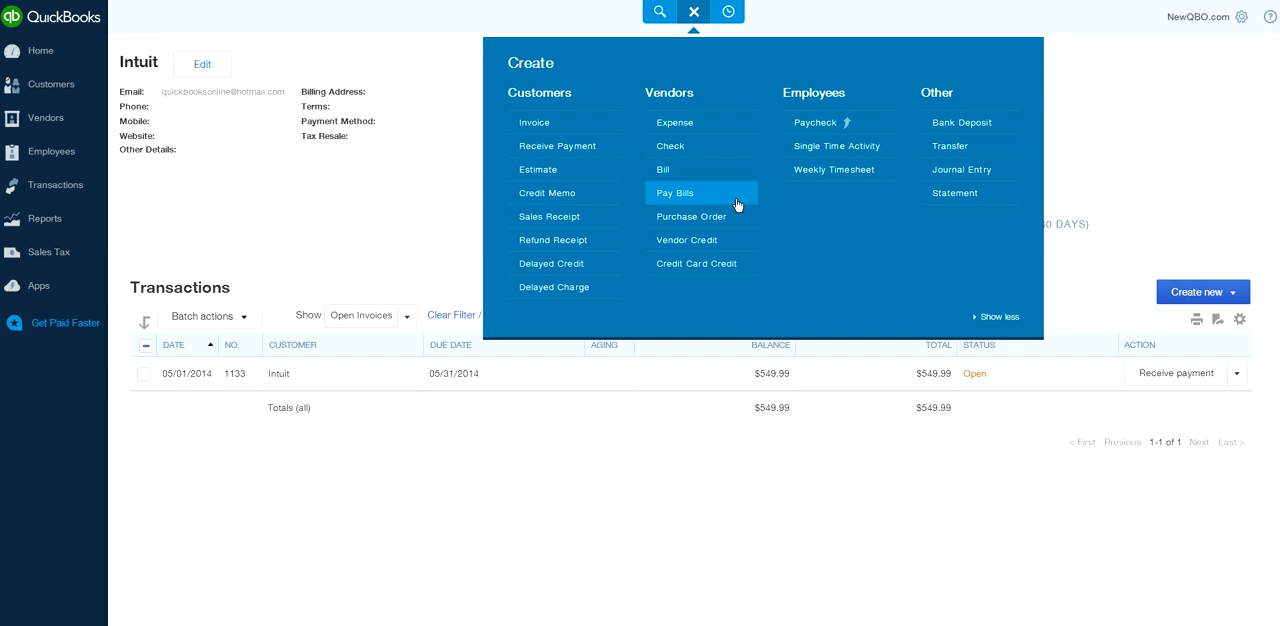 qb QuickBooks
Home
Customers
Vendors
Employees
Transactions
Reports
Sales Tax
Apps
Get Paid Faster
NewQBO.com
?
Intuit
Edit
Email: quickbooksonline@hotmail.com
Phone:
Mobile:
Website:
Other Details:
Billing Address:
Terms:
Payment Method:
Tax Resale:
Create
Customers
Invoice
Receive Payment
Estimate
Credit Memo
Sales Receipt
Refund Receipt
Delayed Credit
Delayed Charge
Vendors
Expense
Check
Bill
Pay Bills
Purchase Order
Vendor Credit
Credit Card Credit
Employees
Paycheck
Single Time Activity
Weekly Timesheet
Other
Bank Deposit
Transfer
Journal Entry
Statement
Show less
DAYS)
Transactions
Create new
Batch actions
Show Open Invoices Clear Filter /
DATE NO. CUSTOMER DUE DATE AGING BALANCE TOTAL STATUS ACTION
05/01/2014 1133 Intuit 05/31/2014 $549.99 $549.99 Open Receive payment
Totals (all) $549.99 $549.99
< First Previous 1-1 of 1 Next Last >